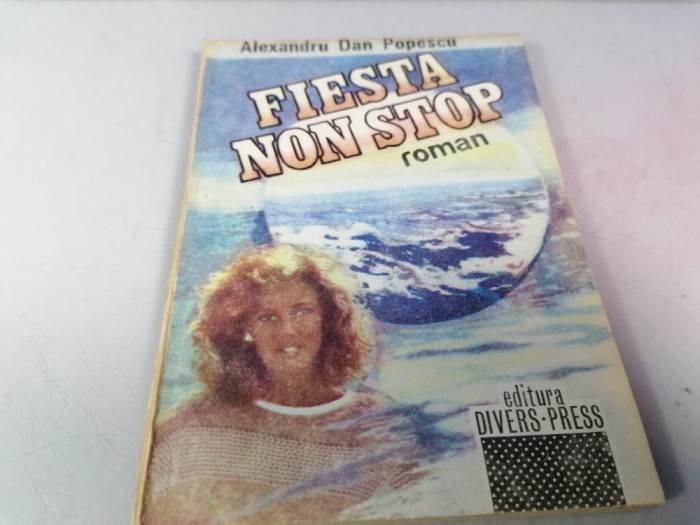 Alexandru Dan Popescu
FIESTA
NON STOP
roman
editura
DIVERS·PRESS